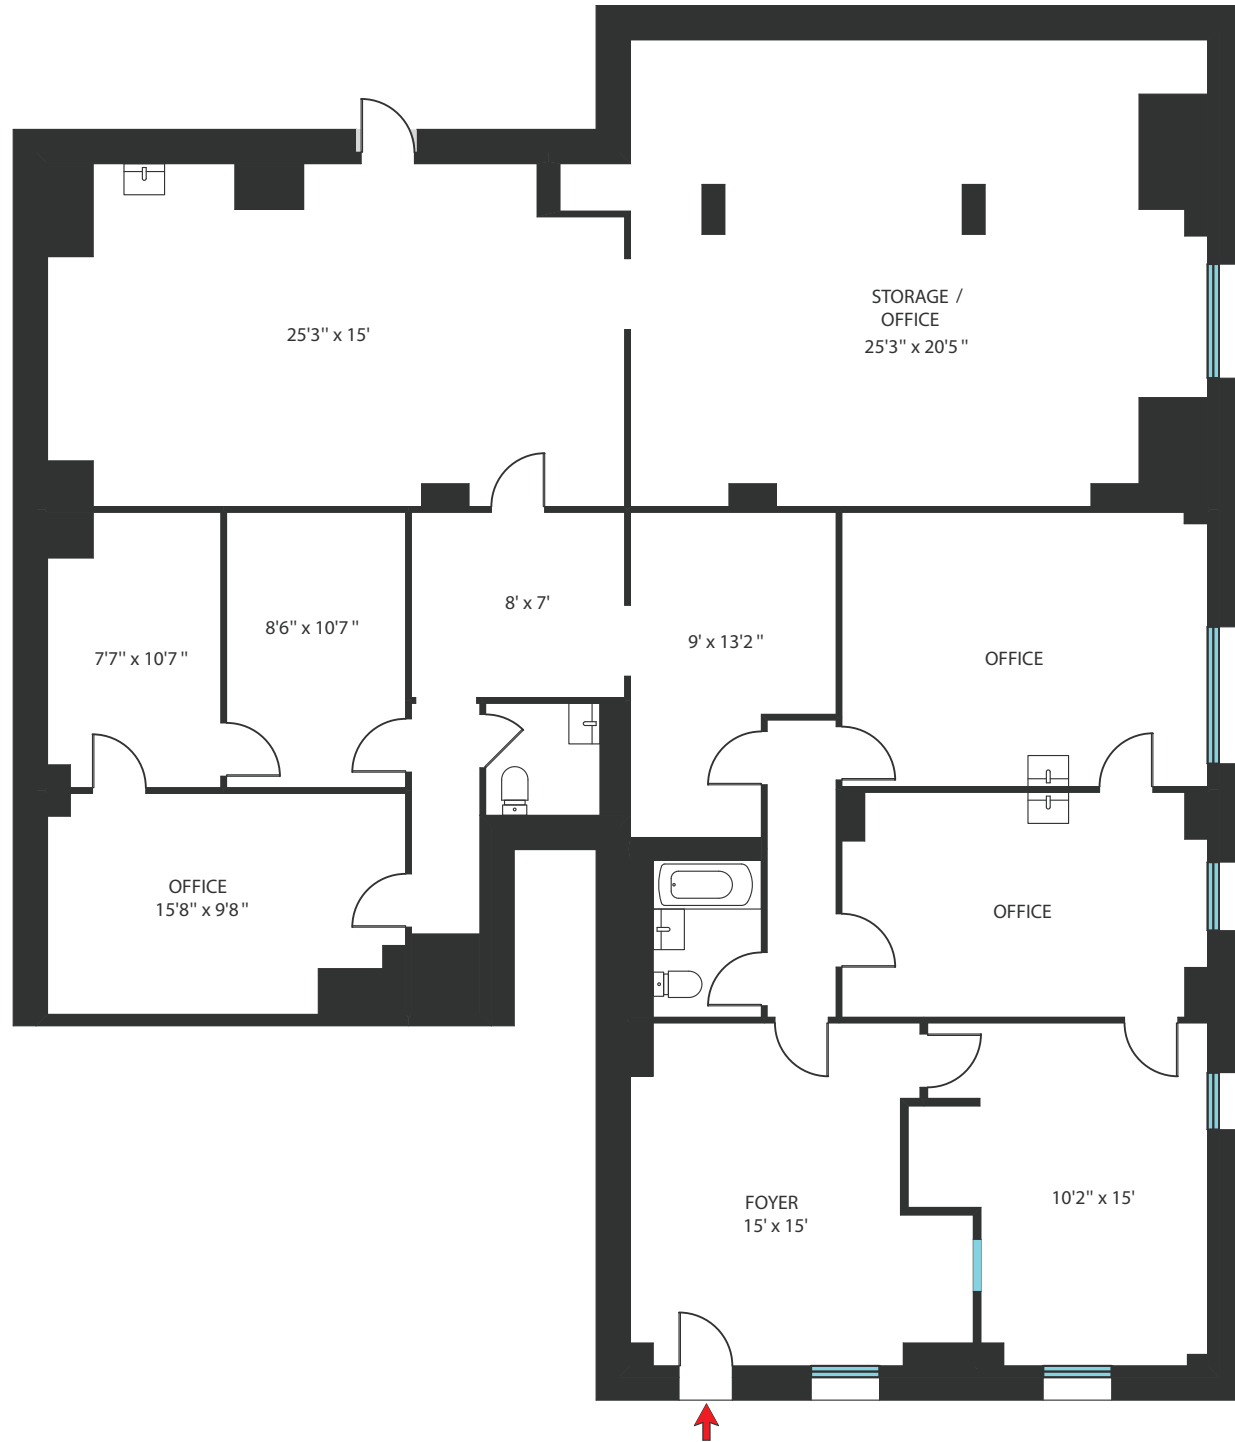 STORAGE /
OFFICE
25'3" x 20'5"
25'3" x 15'
8' x 7'
8'6" x 10'7"
7'7" x 10'7"
9' x 13'2"
OFFICE
OFFICE
15'8" x 9'8"
OFFICE
FOYER
15' x 15'
10'2" x 15'